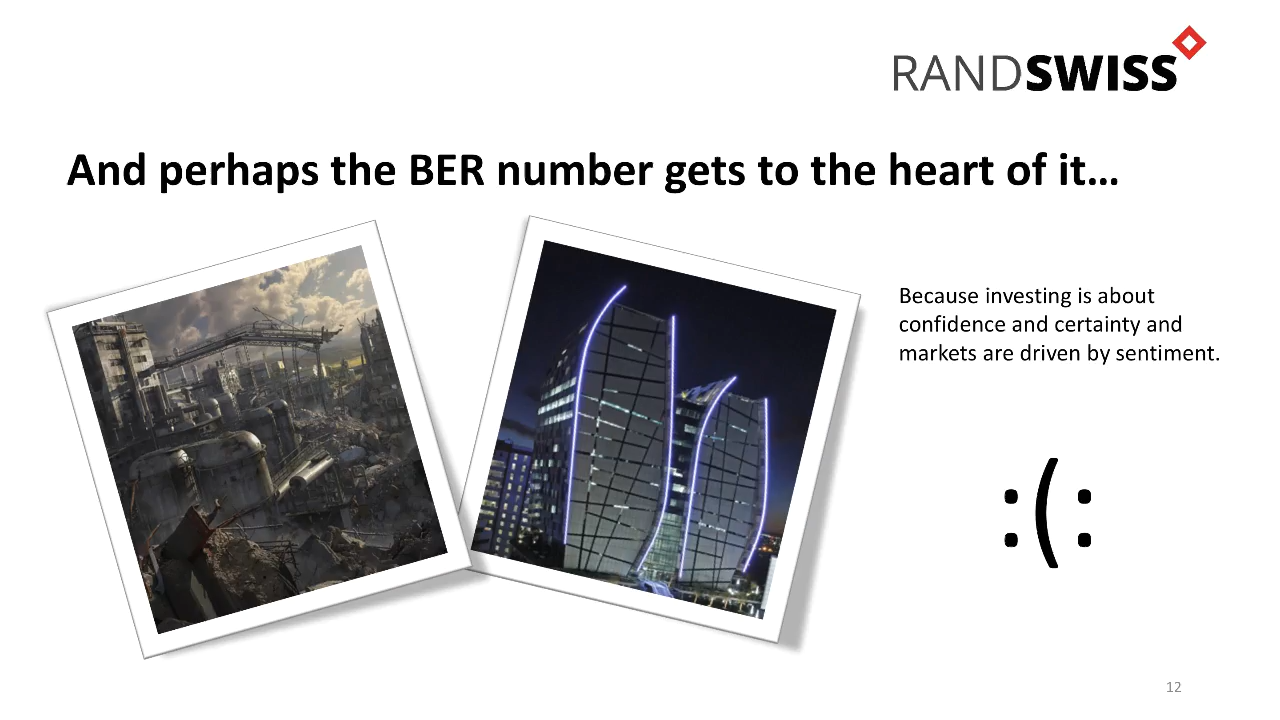 RANDSWISS
And perhaps the BER number gets to the heart of it…
Because investing is about
confidence and certainty and
markets are driven by sentiment.
:(:
12